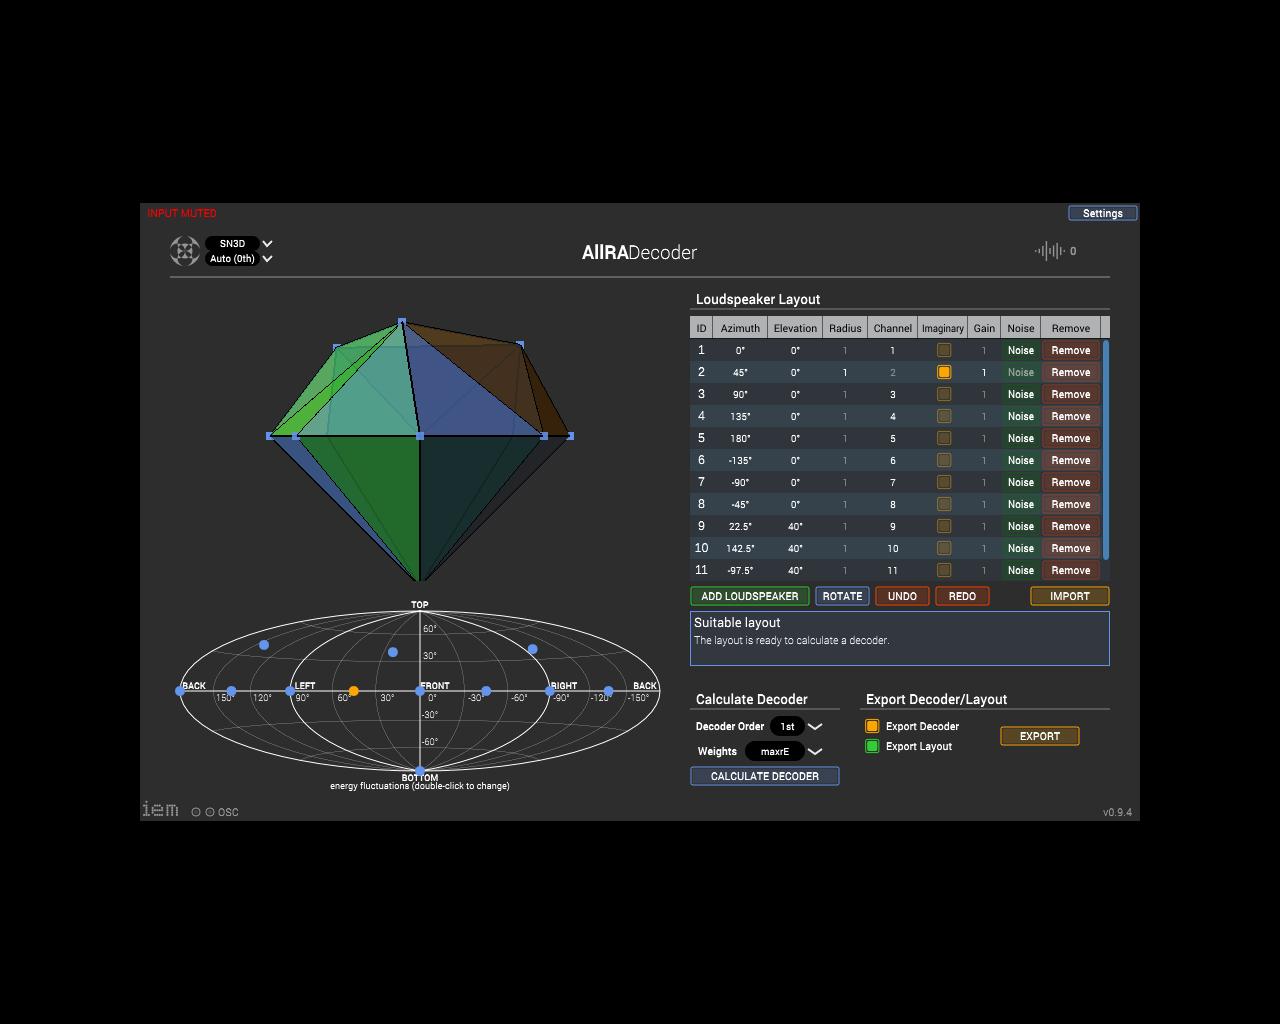 INPUT MUTED
Settings
SN3D
Auto (0th)
AllRADecoder
0
Loudspeaker Layout
ID Azimuth Elevation Radius Channel Imaginary Gain Noise Remove
1 0° 0° 1 1 1 Noise Remove
2 45° 0° 1 2 1 Noise Remove
3 90° 0° 1 3 1 Noise Remove
4 135° 0° 1 4 1 Noise Remove
5 180° 0° 1 5 1 Noise Remove
6 -135° 0° 1 6 1 Noise Remove
7 -90° 0° 1 7 1 Noise Remove
8 -45° 0° 1 8 1 Noise Remove
9 22.5° 40° 1 9 1 Noise Remove
10 142.5° 40° 1 10 1 Noise Remove
11 -97.5° 40° 1 11 1 Noise Remove
ADD LOUDSPEAKER ROTATE UNDO REDO IMPORT
Suitable layout
The layout is ready to calculate a decoder.
TOP
60°
30°
BACK LEFT FRONT RIGHT BACK
150° 120° 90° 60° 30° 0° -30° -60° -90° -120° -150°
-30°
-60°
BOTTOM
energy fluctuations (double-click to change)
Calculate Decoder
Decoder Order 1st
Weights maxrE
CALCULATE DECODER
Export Decoder/Layout
Export Decoder
Export Layout
EXPORT
iem
OSC
v0.9.4